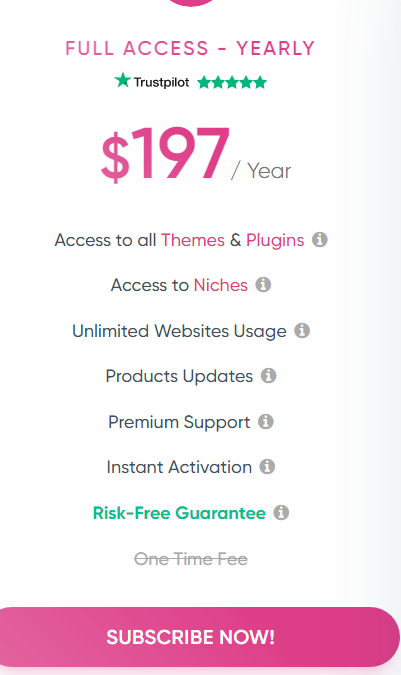 FULL ACCESS - YEARLY
Trustpilot
$197/ Year
Access to all Themes & Plugins
Access to Niches
Unlimited Websites Usage
Products Updates
Premium Support
Instant Activation
Risk-Free Guarantee
One Time Fee
SUBSCRIBE NOW!